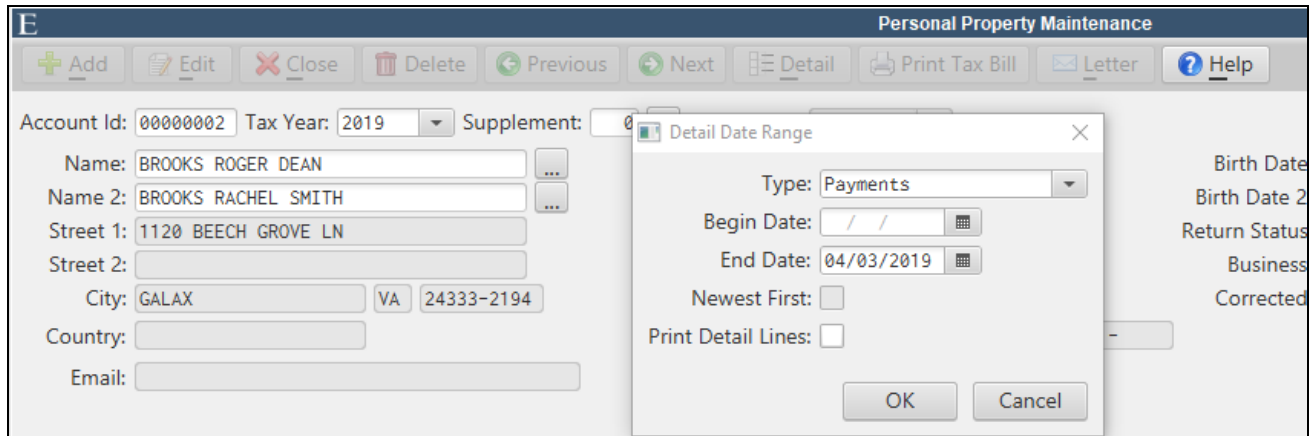 E Personal Property Maintenance
Add Edit Close Delete Previous Next Detail Print Tax Bill Letter Help
Account Id: 00000002 Tax Year: 2019 Supplement: 0
Detail Date Range
Name: BROOKS ROGER DEAN ...
Name 2: BROOKS RACHEL SMITH ...
Street 1: 1120 BEECH GROVE LN
Street 2:
City: GALAX VA 24333-2194
Country:
Email:
Type: Payments
Begin Date: / /
End Date: 04/03/2019
Newest First:
Print Detail Lines:
OK Cancel
Birth Date
Birth Date 2
Return Status
Business
Corrected
-